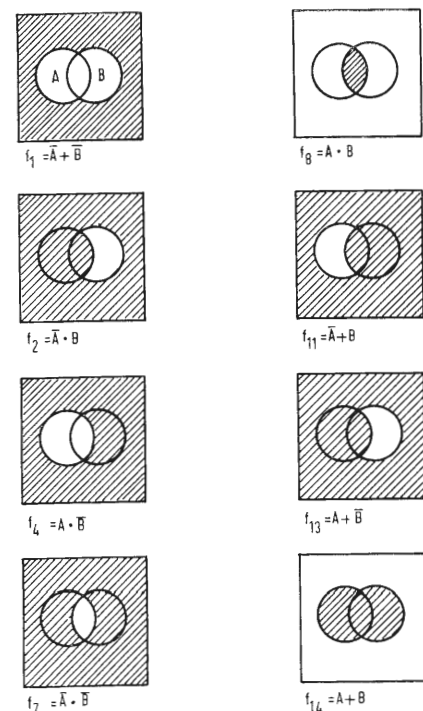 A B
f₁ = A̅ + B̅
f₈ = A · B
f₂ = A̅ · B
f₁₁ = A̅ + B
f₄ = A · B̅
f₁₃ = A + B̅
f₇ = A̅ · B̅
f₁₄ = A + B